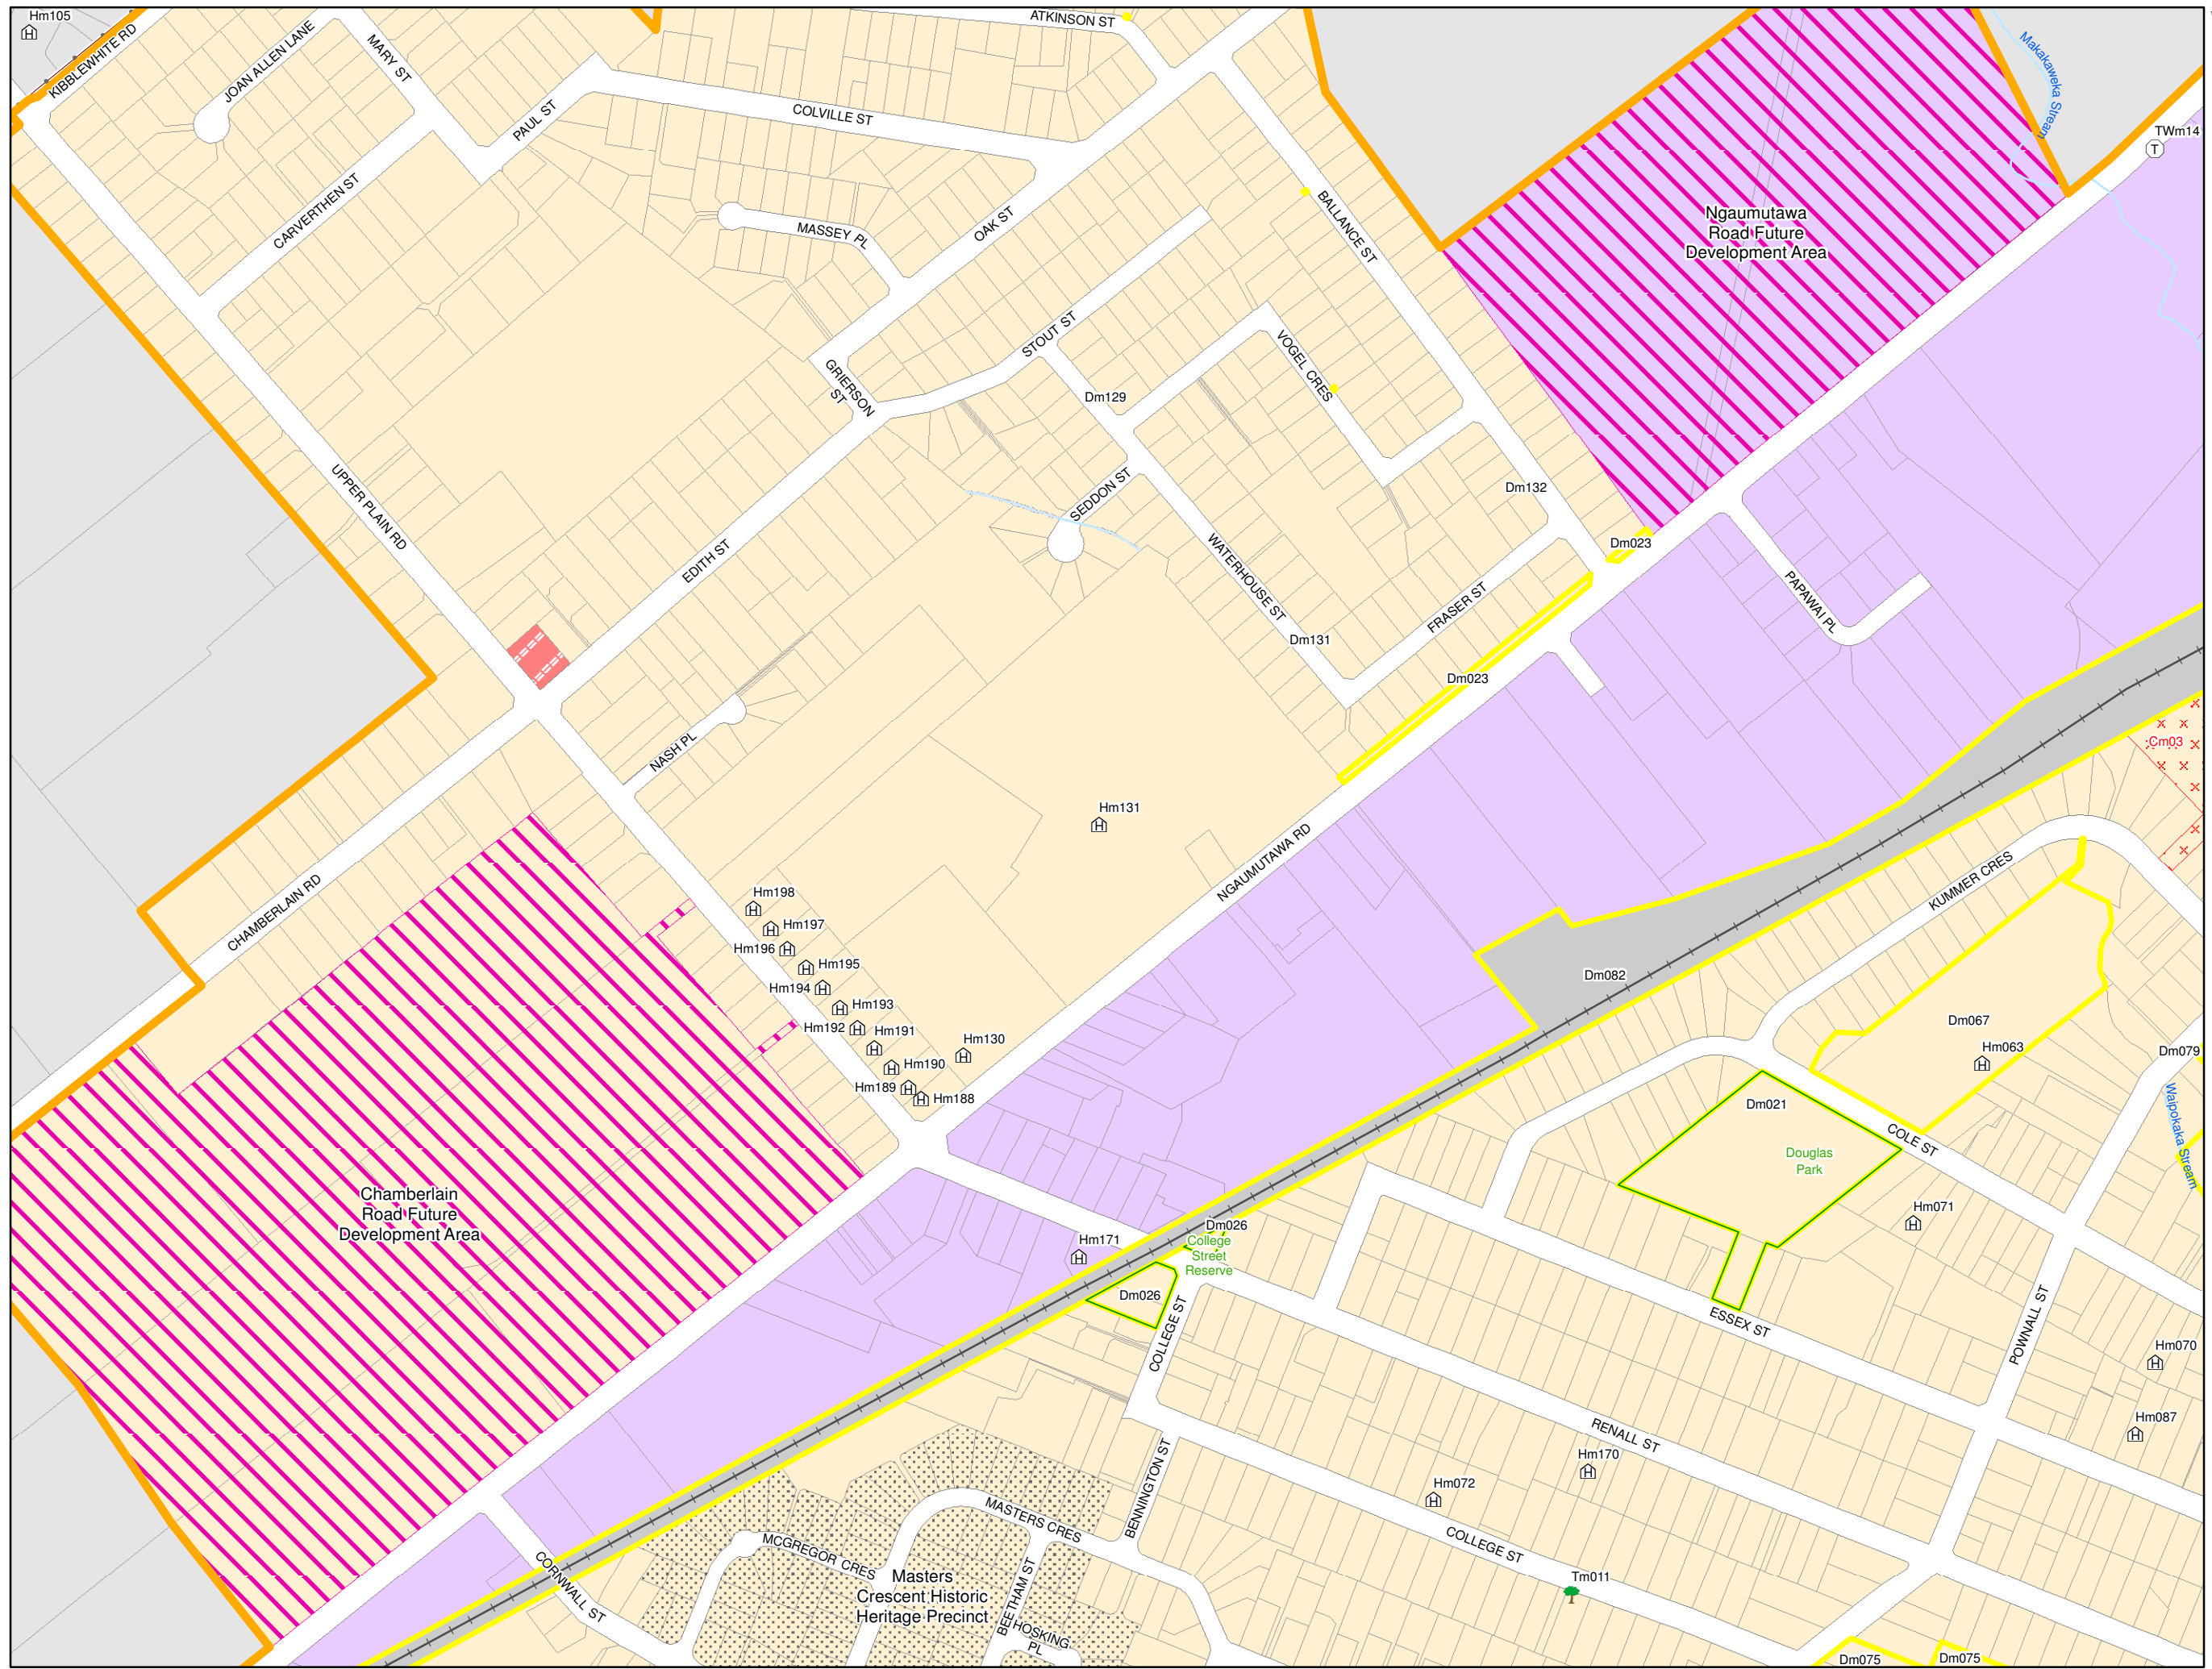 Hm105
KIBBLEWHITE RD
JOAN ALLEN LANE
MARY ST
PAUL ST
ATKINSON ST
COLVILLE ST
CARVERTHEN ST
MASSEY PL
OAK ST
BALLANCE ST
Makakaweka Stream
TWm14
T
Ngaumutawa
Road Future
Development Area
STOUT ST
GRIERSON
ST
VOGEL CRES
Dm129
UPPER PLAIN RD
SEDDON ST
Dm132
EDITH ST
WATERHOUSE ST
Dm023
FRASER ST
PAPAWAI PL
Dm131
Dm023
NASH PL
Cm03
Hm131
NGAUMUTAWA RD
KUMMER CRES
CHAMBERLAIN RD
Hm198
Hm197
Hm196
Hm195
Hm194
Hm193
Hm192
Hm191
Hm130
Hm190
Hm189
Hm188
Dm082
Dm067
Hm063
Dm079
Waipokaka Stream
Dm021
COLE ST
Douglas
Park
Chamberlain
Road Future
Development Area
Hm071
Dm026
College
Street
Reserve
Hm171
Dm026
COLLEGE ST
ESSEX ST
POWNALL ST
Hm070
Hm087
RENALL ST
Hm170
Hm072
BENNINGTON ST
MASTERS CRES
MCGREGOR CRES
COLLEGE ST
CORNWALL ST
Masters
Crescent Historic
Heritage Precinct
BEETHAM ST
HOSKING
PL
Tm011
Dm075
Dm075